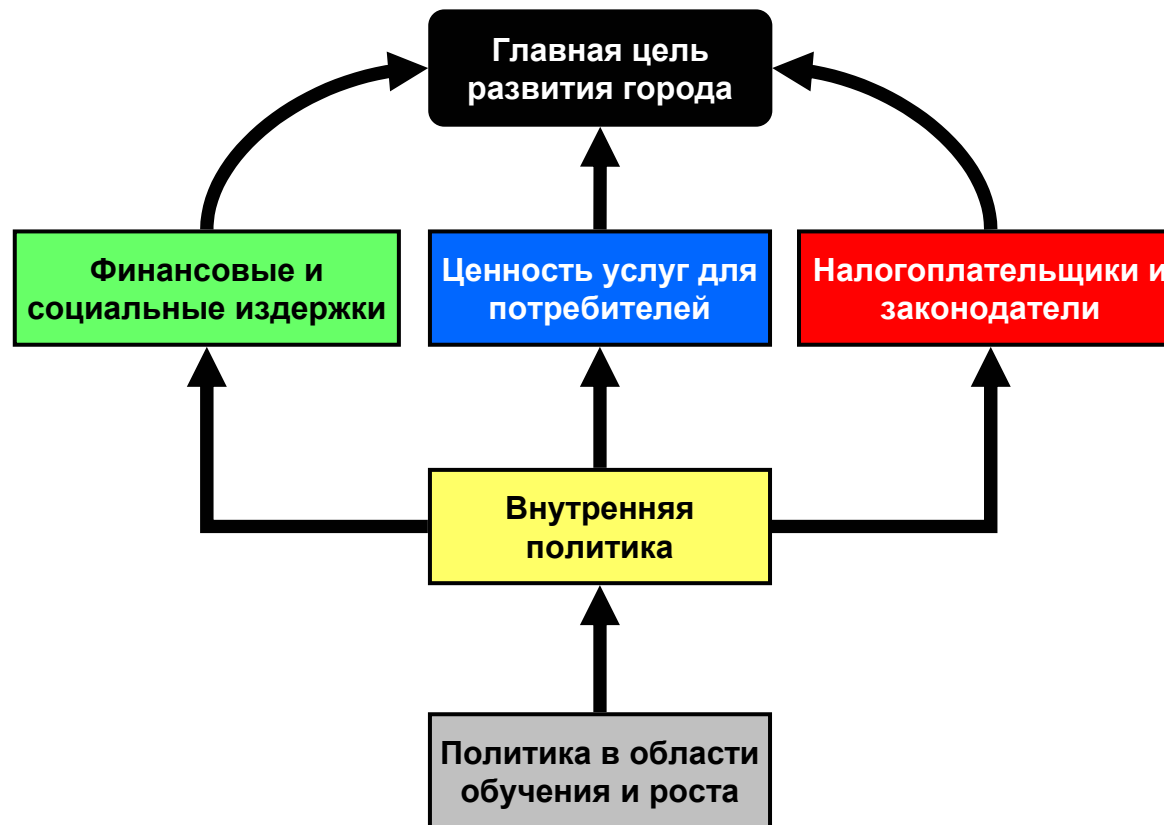 Главная цель
развития города
Финансовые и
социальные издержки
Ценность услуг для
потребителей
Налогоплательщики и
законодатели
Внутренняя
политика
Политика в области
обучения и роста